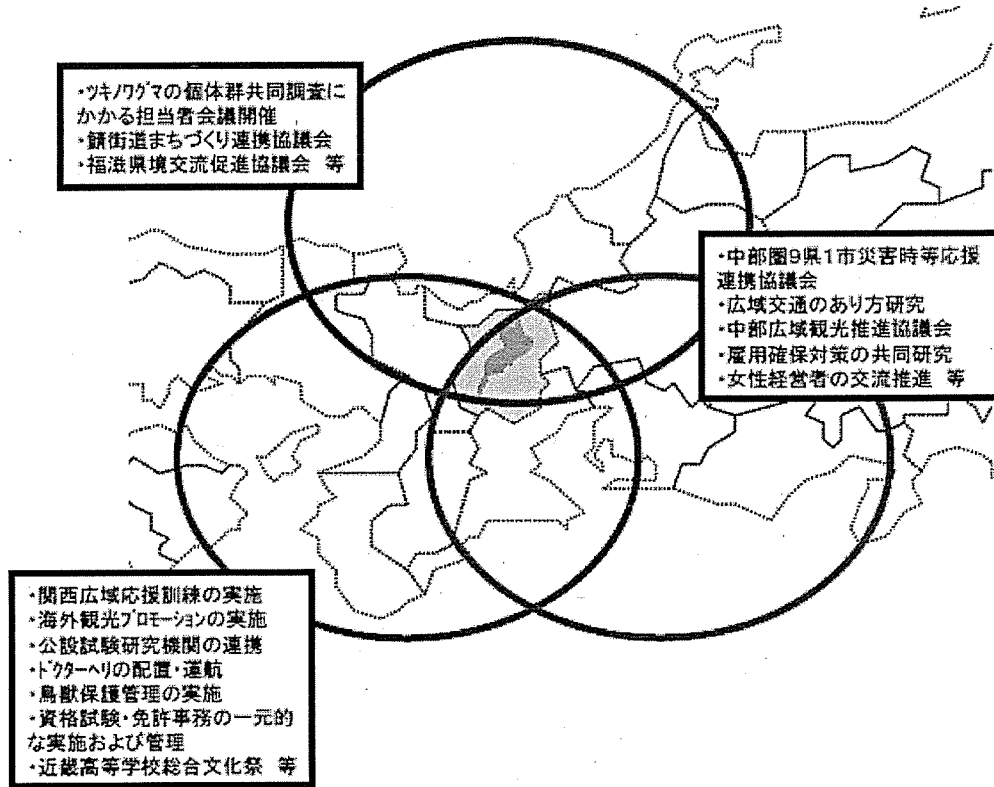 ・ツキノワグマの個体群共同調査に
かかる担当者会議開催
・鯖街道まちづくり連携協議会
・福滋県境交流促進協議会 等
・中部圏9県1市災害時等応援
連携協議会
・広域交通のあり方研究
・中部広域観光推進協議会
・雇用確保対策の共同研究
・女性経営者の交流推進 等
・関西広域応援訓練の実施
・海外観光プロモーションの実施
・公設試験研究機関の連携
・ドクターヘリの配置・運航
・鳥獣保護管理の実施
・資格試験・免許事務の一元的
な実施および管理
・近畿高等学校総合文化祭 等